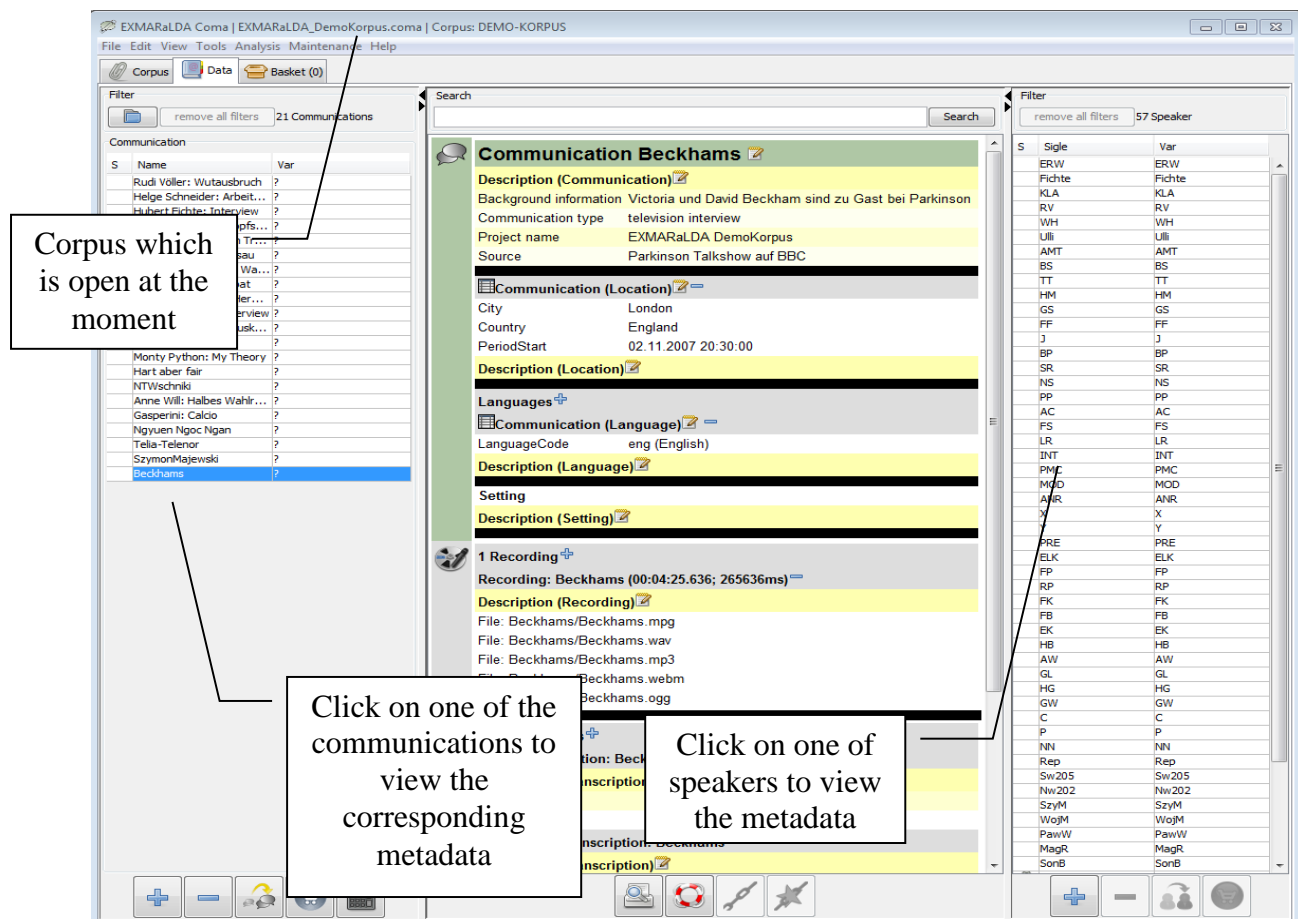 EXMARaLDA Coma | EXMARaLDA_DemoKorpus.coma | Corpus: DEMO-KORPUS
File Edit View Tools Analysis Maintenance Help
Corpus Data Basket (0)
Filter
remove all filters 21 Communications
Communication
S Name Var
Rudi Völler: Wutausbruch ?
Helge Schneider: Arbeit... ?
Hubert Fichte: Interview ?
opfs... ?
Tr... ?
sau ?
Wa... ?
bat ?
Her... ?
erview ?
usk... ?
?
Monty Python: My Theory ?
Hart aber fair ?
NTWschniki ?
Anne Will: Halbes Wahlr... ?
Gasperini: Calcio ?
Ngyuen Ngoc Ngan ?
Telia-Telenor ?
SzymonMajewski ?
Beckhams ?
Corpus which
is open at the
moment
Click on one of the
communications to
view the
corresponding
metadata
Search
Search
Communication Beckhams
Description (Communication)
Background information Victoria und David Beckham sind zu Gast bei Parkinson
Communication type television interview
Project name EXMARaLDA DemoKorpus
Source Parkinson Talkshow auf BBC
Communication (Location)
City London
Country England
PeriodStart 02.11.2007 20:30:00
Description (Location)
Languages
Communication (Language)
LanguageCode eng (English)
Description (Language)
Setting
Description (Setting)
1 Recording
Recording: Beckhams (00:04:25.636; 265636ms)
Description (Recording)
File: Beckhams/Beckhams.mpg
File: Beckhams/Beckhams.wav
File: Beckhams/Beckhams.mp3
Beckhams.webm
Beckhams.ogg
Click on one of
speakers to view
the metadata
Filter
remove all filters 57 Speaker
S Sigle Var
ERW ERW
Fichte Fichte
KLA KLA
RV RV
WH WH
Ulli Ulli
AMT AMT
BS BS
TT TT
HM HM
GS GS
FF FF
J J
BP BP
SR SR
NS NS
PP PP
AC AC
FS FS
LR LR
INT INT
PMC PMC
MOD MOD
ANR ANR
X X
Y Y
PRE PRE
ELK ELK
FP FP
RP RP
FK FK
FB FB
EK EK
HB HB
AW AW
GL GL
HG HG
GW GW
C C
P P
NN NN
Rep Rep
Sw205 Sw205
Nw202 Nw202
SzyM SzyM
WojM WojM
PawW PawW
MagR MagR
SonB SonB